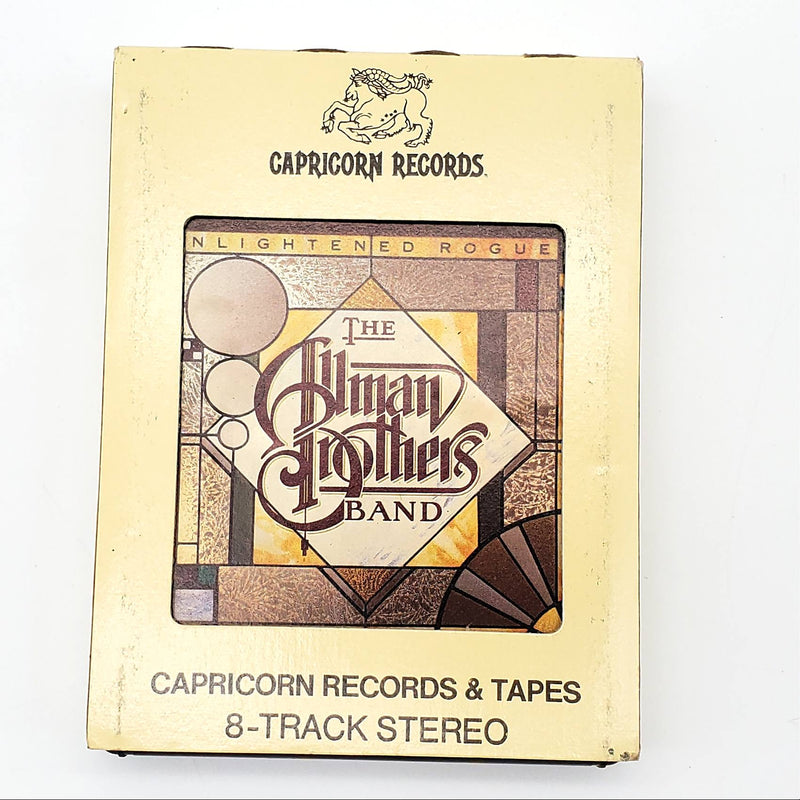 CAPRICORN RECORDS
NLIGHTENED ROGUE
THE
Allman
Brothers
BAND
CAPRICORN RECORDS & TAPES
8-TRACK STEREO